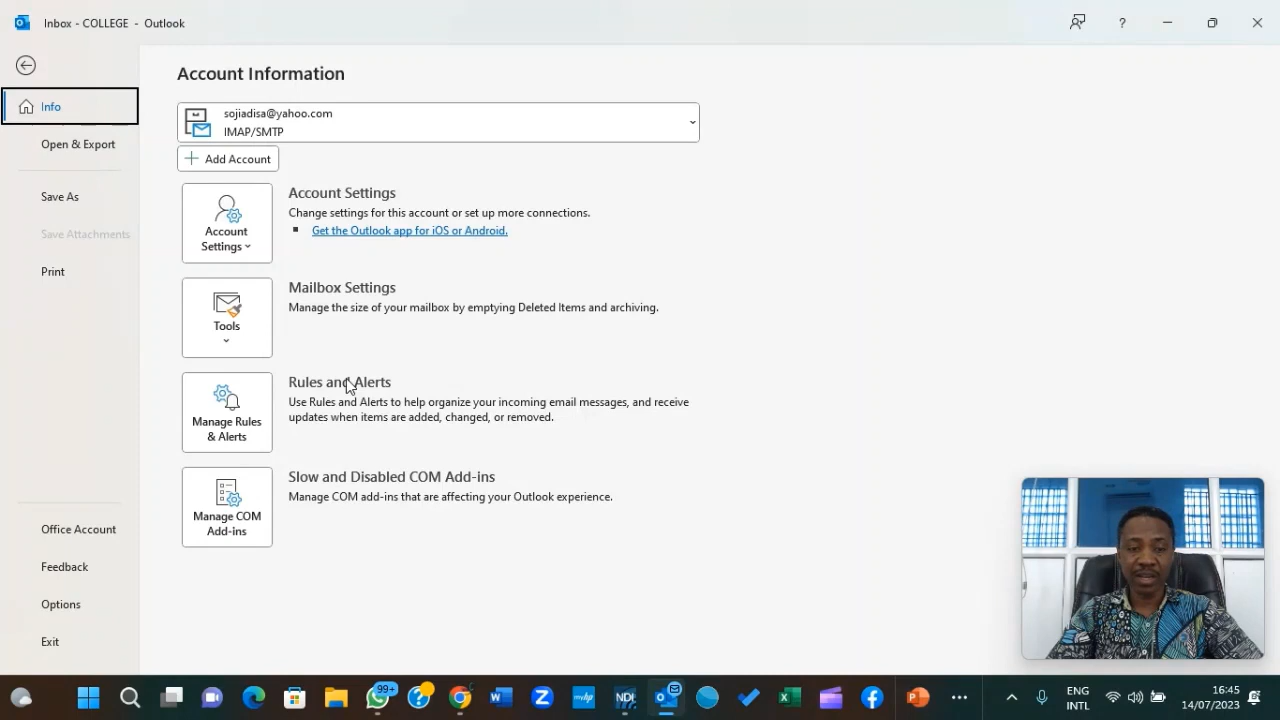 Inbox - COLLEGE - Outlook
?
Account Information
Info
sojiadisa@yahoo.com
IMAP/SMTP
Open & Export
Add Account
Save As
Account Settings
Change settings for this account or set up more connections.
Get the Outlook app for iOS or Android.
Account
Settings
Save Attachments
Print
Mailbox Settings
Manage the size of your mailbox by emptying Deleted Items and archiving.
Tools
Rules and Alerts
Use Rules and Alerts to help organize your incoming email messages, and receive
updates when items are added, changed, or removed.
Manage Rules
& Alerts
Slow and Disabled COM Add-ins
Manage COM add-ins that are affecting your Outlook experience.
Manage COM
Add-ins
Office Account
Feedback
Options
Exit
99+
NDI
ENG
INTL
16:45
14/07/2023